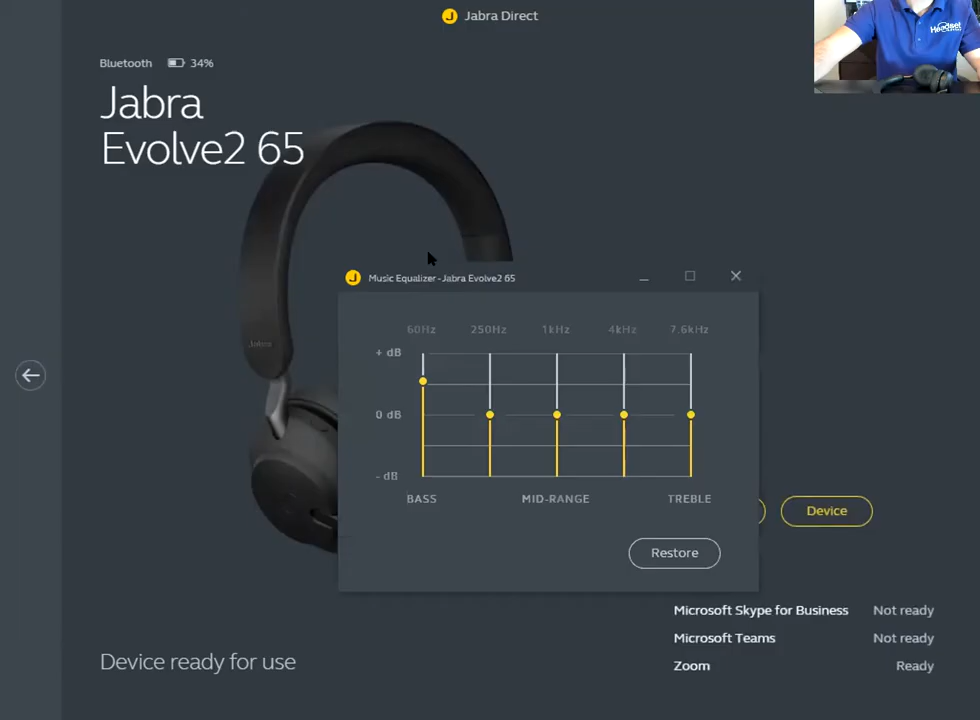 Jabra Direct
Headset
Bluetooth 34%
Jabra
Evolve2 65
Jabra
Music Equalizer - Jabra Evolve2 65
60Hz 250Hz 1kHz 4kHz 7.6kHz
+ dB
0 dB
- dB
BASS MID-RANGE TREBLE
Device
Restore
Microsoft Skype for Business Not ready
Microsoft Teams Not ready
Zoom Ready
Device ready for use